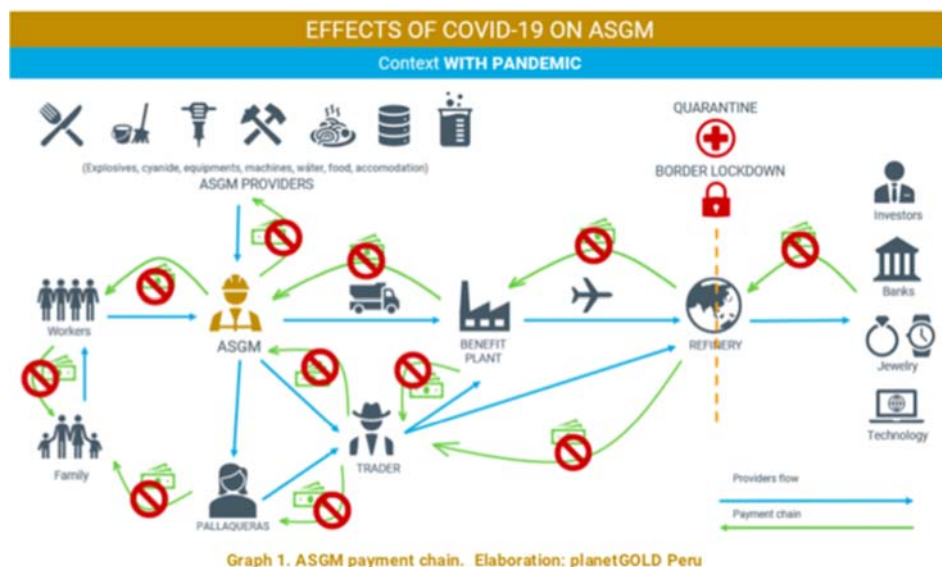 EFFECTS OF COVID-19 ON ASGM
Context WITH PANDEMIC
(Explosives, cyanide, equipments, machines, wáter, food, accomodation)
ASGM PROVIDERS
QUARANTINE
BORDER LOCKDOWN
Investors
Banks
Workers
ASGM
BENEFIT
PLANT
REFINERY
Jewelry
Technology
Family
TRADER
PALLAQUERAS
Providers flow
Payment chain
Graph 1. ASGM payment chain. Elaboration: planetGOLD Peru